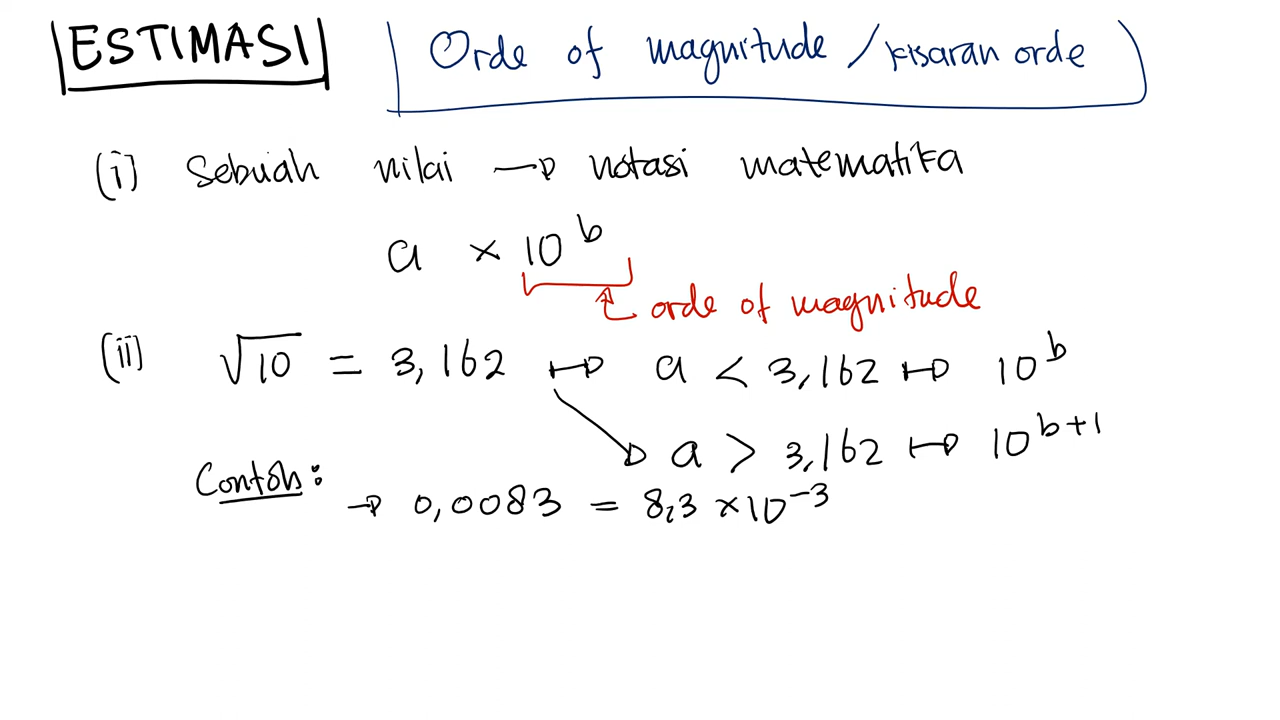 ESTIMASI Orde of magnitude / kisaran orde
(i) Sebuah nilai → notasi matematika
a × 10^b
orde of magnitude
(ii) √10 = 3,162 ↦ a < 3,162 ↦ 10^b
a > 3,162 ↦ 10^b+1
Contoh:
→ 0,0083 = 8,3 × 10^-3